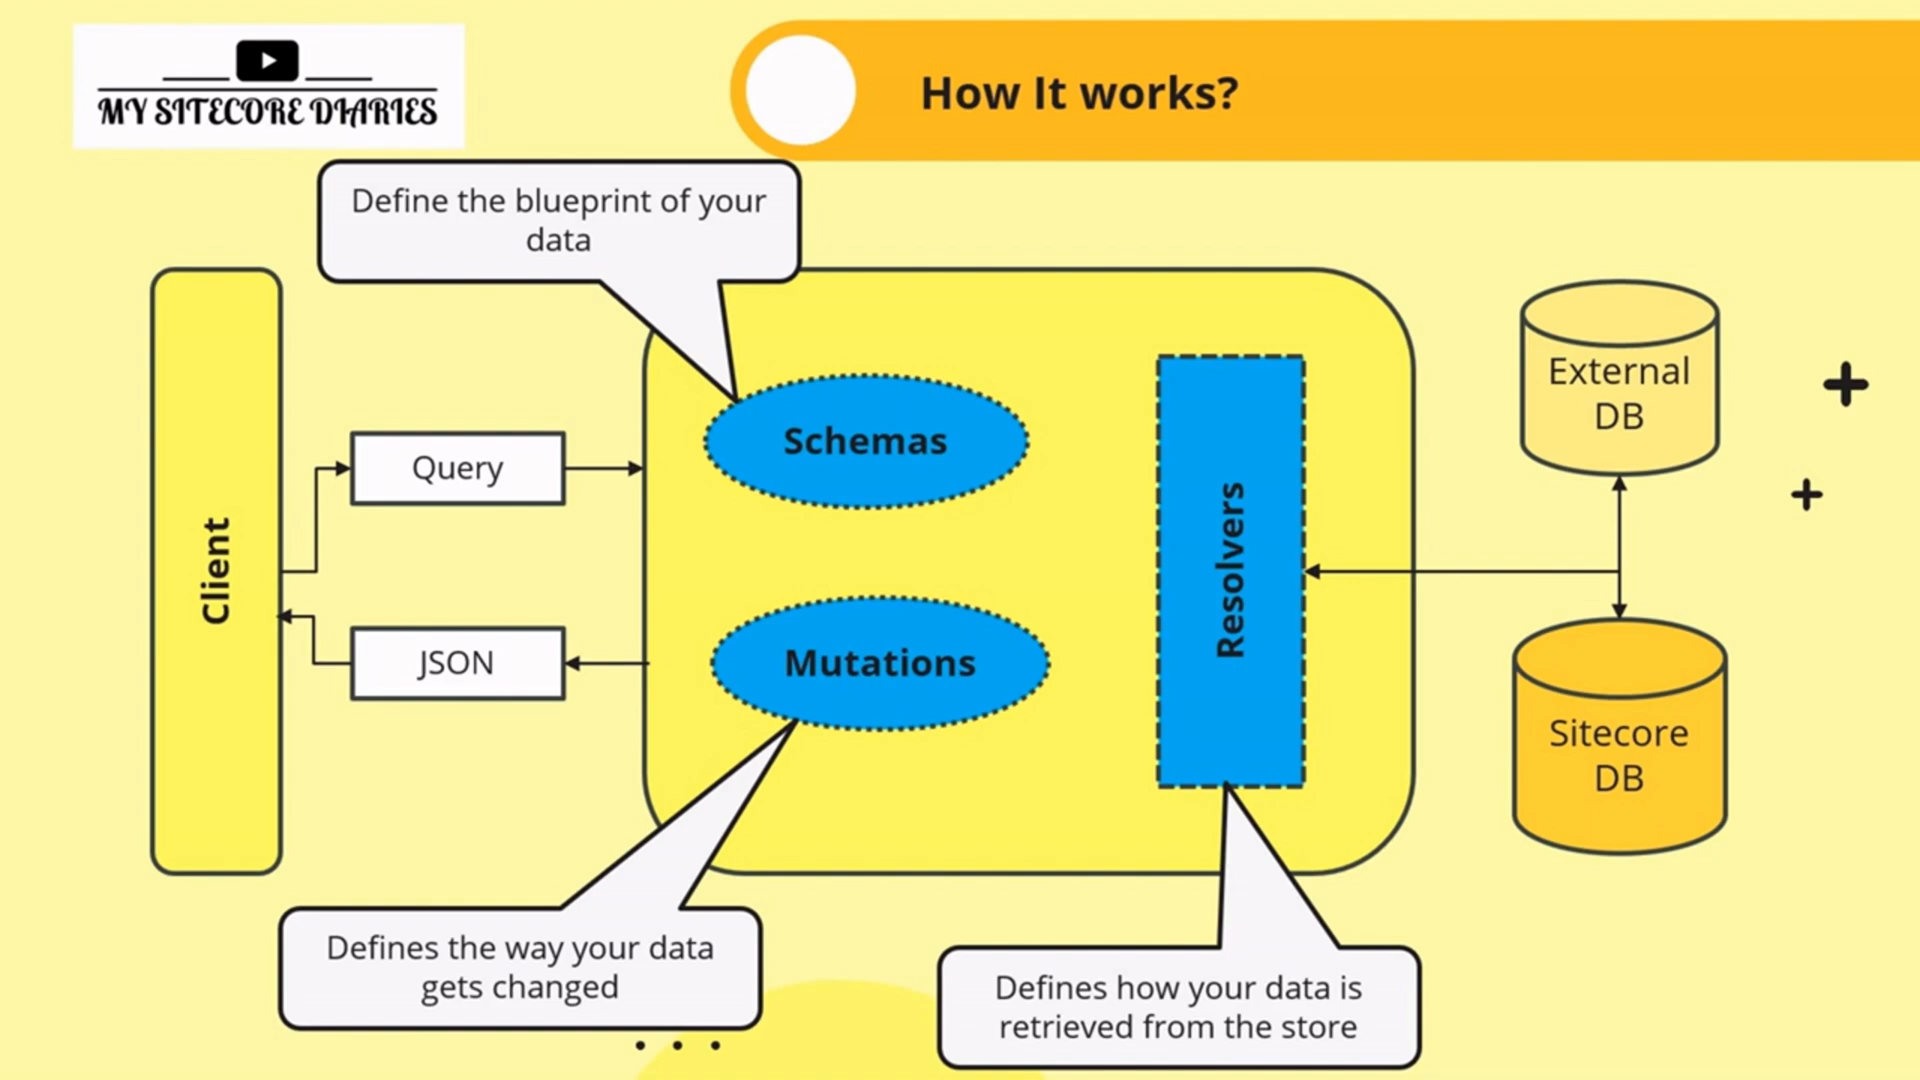 MY SITECORE DIARIES
How It works?
Define the blueprint of your
data
Client
Query
JSON
Schemas
Mutations
Resolvers
External
DB
Sitecore
DB
Defines the way your data
gets changed
Defines how your data is
retrieved from the store